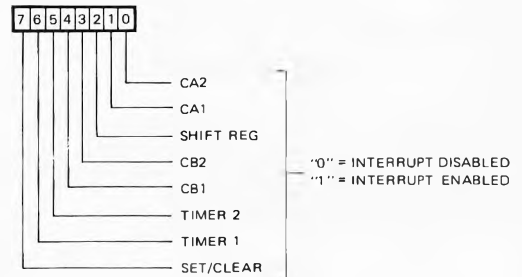 7 6 5 4 3 2 1 0
CA2
CA1
SHIFT REG
CB2
CB1
TIMER 2
TIMER 1
SET/CLEAR
"0" = INTERRUPT DISABLED
"1" = INTERRUPT ENABLED